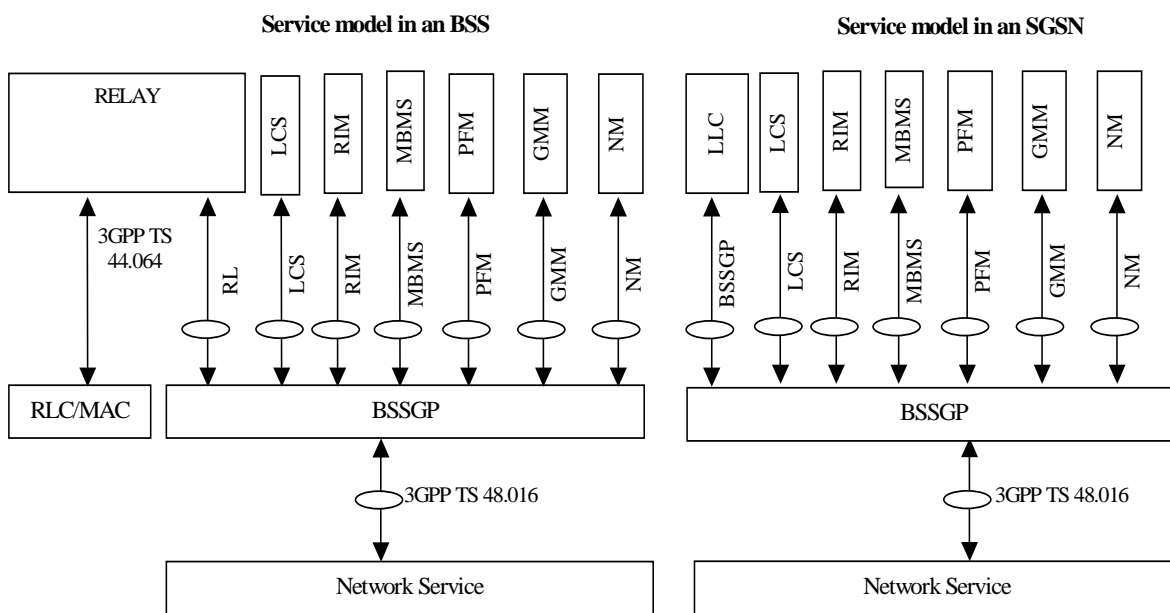 Service model in an BSS
Service model in an SGSN
RELAY
LCS
RIM
MBMS
PFM
GMM
NM
LLC
LCS
RIM
MBMS
PFM
GMM
NM
3GPP TS
44.064
RL
LCS
RIM
MBMS
PFM
GMM
NM
BSSGP
LCS
RIM
MBMS
PFM
GMM
NM
RLC/MAC
BSSGP
BSSGP
3GPP TS 48.016
3GPP TS 48.016
Network Service
Network Service